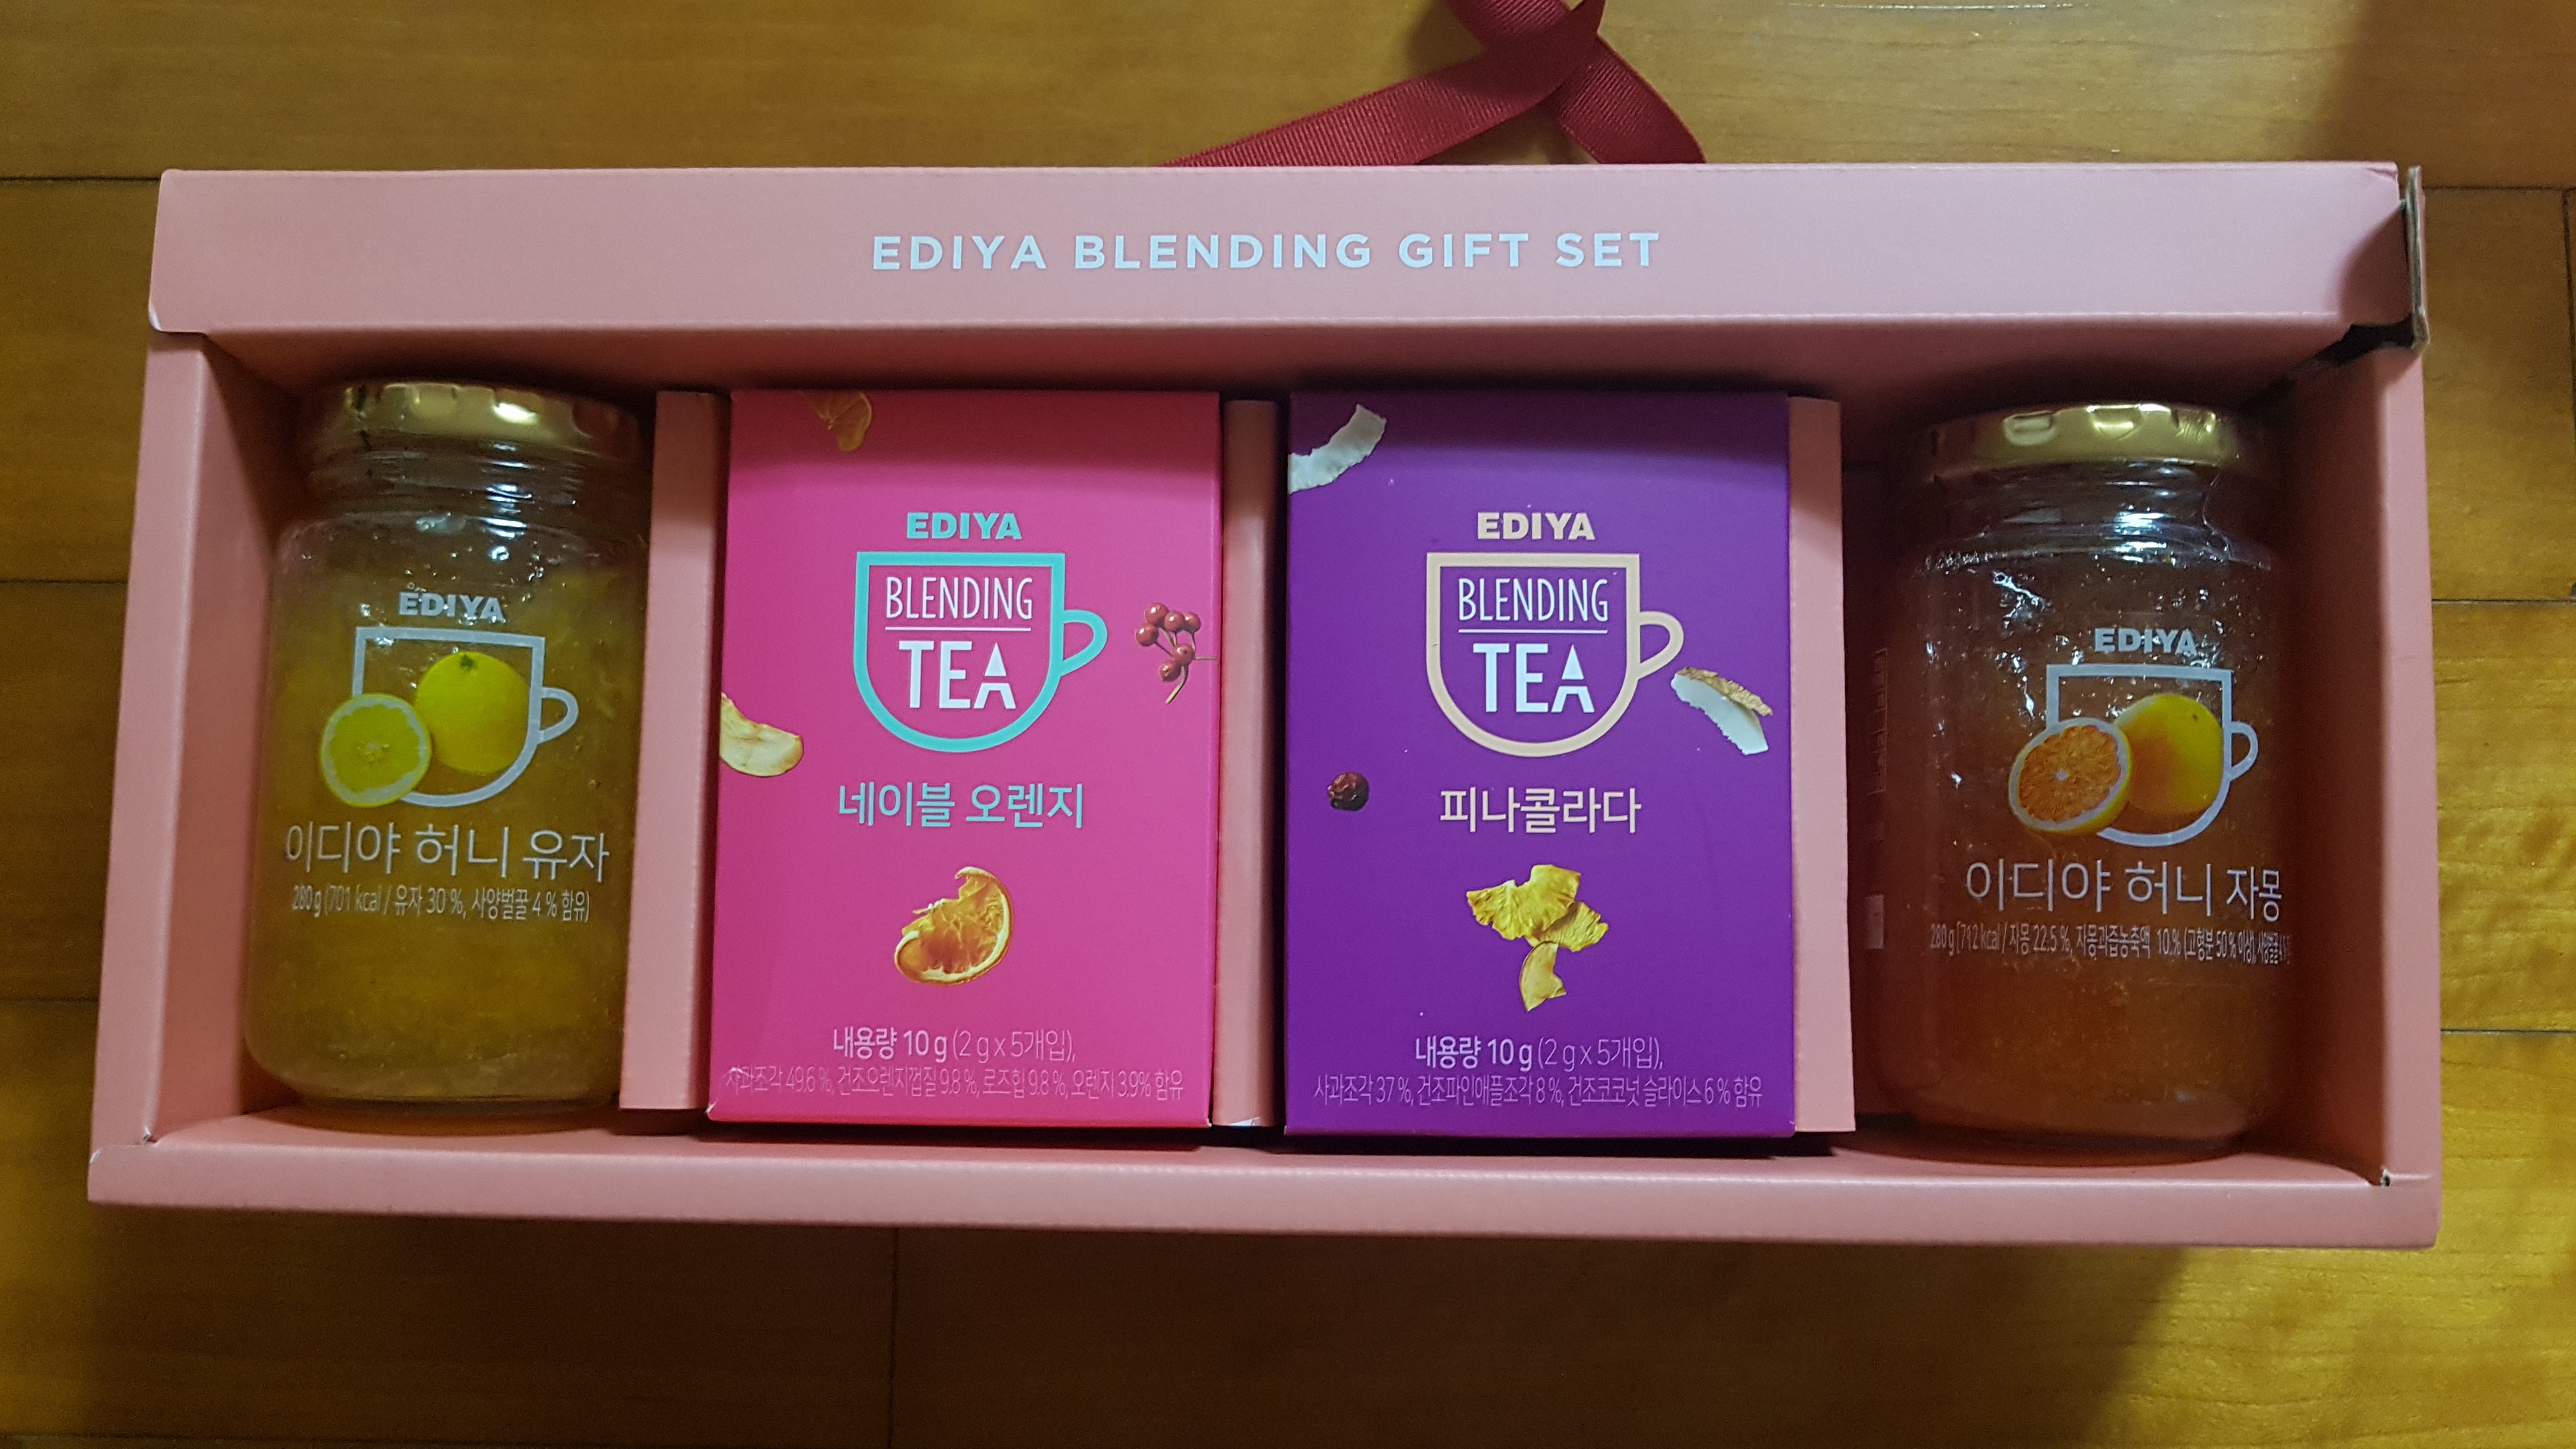 EDIYA BLENDING GIFT SET
EDIYA
이디야 허니 유자
280 g (701 kcal / 유자 30 %, 사양벌꿀 4 % 함유)
EDIYA
BLENDING
TEA
네이블 오렌지
내용량 10 g (2 g x 5개입),
사과조각 49.6 %, 건조오렌지껍질 9.8 %, 로즈힙 9.8 %, 오렌지 3.9% 함유
EDIYA
BLENDING
TEA
피나콜라다
내용량 10 g (2 g x 5개입),
사과조각 37 %, 건조파인애플조각 8 %, 건조코코넛 슬라이스 6 % 함유
EDIYA
이디야 허니 자몽
280 g (712 kcal / 자몽 22.5 %, 자몽과즙농축액 10.% (고형분 50 % 이상), 사양벌꿀